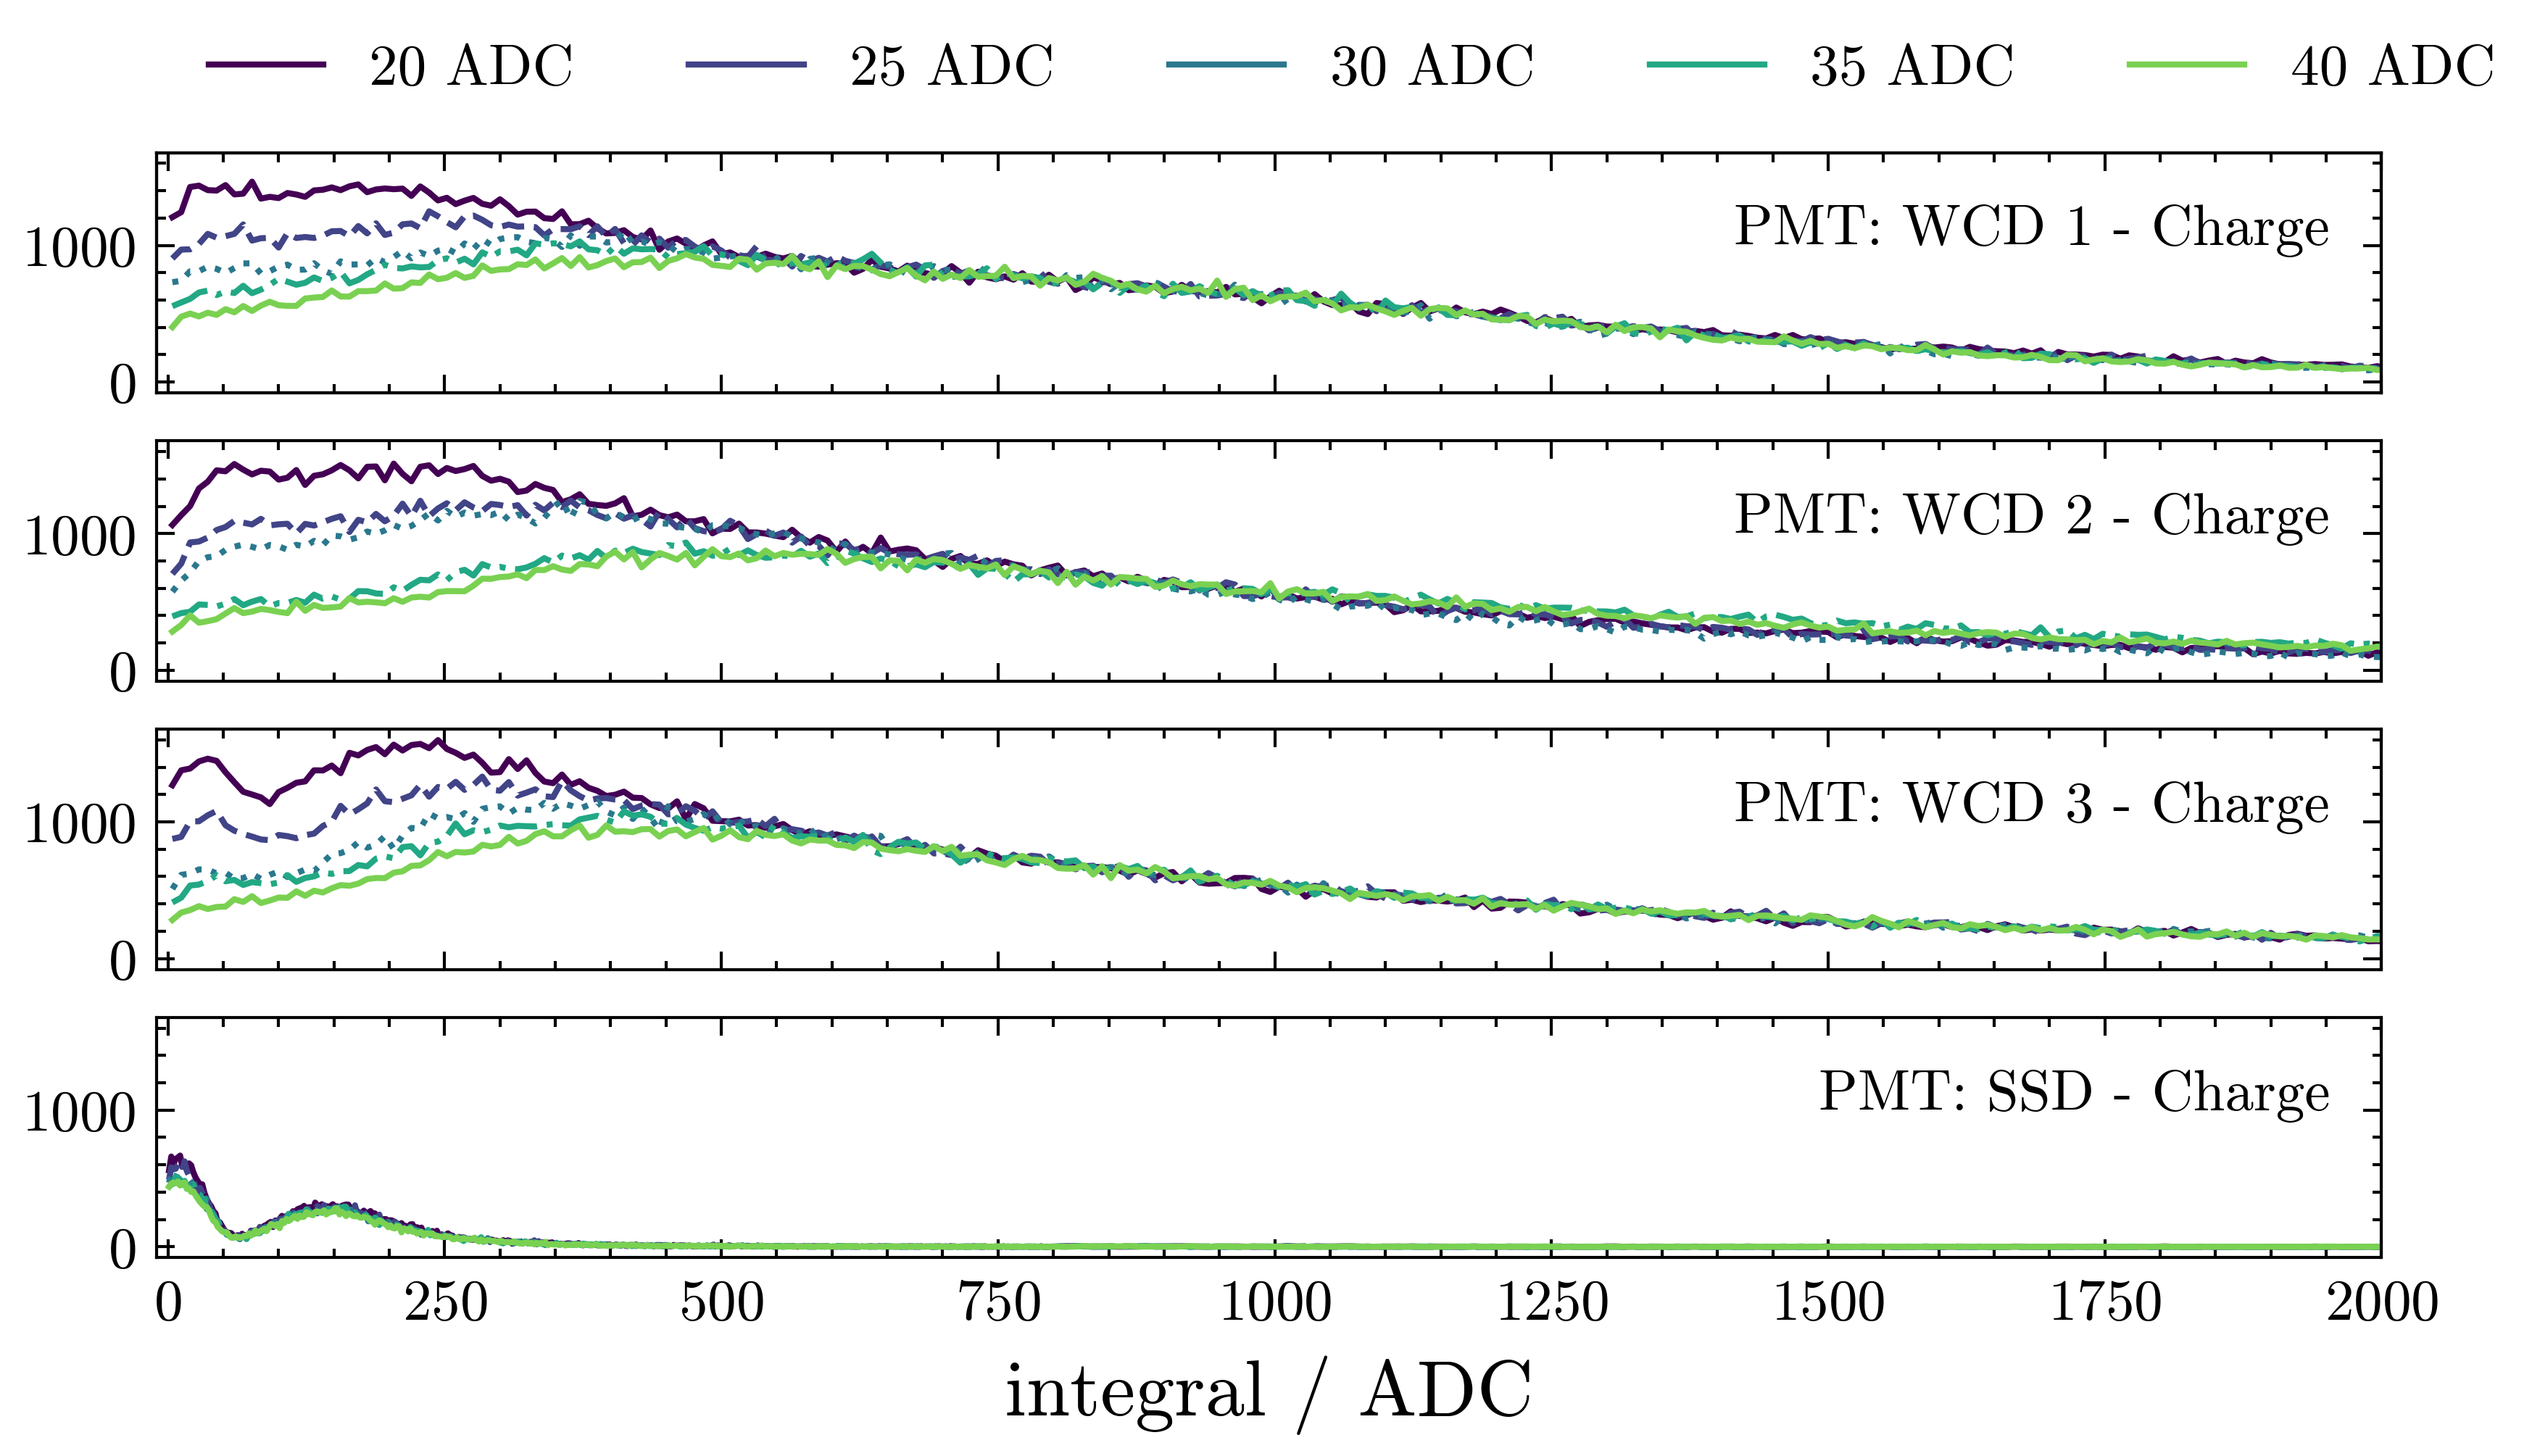 20 ADC 25 ADC 30 ADC 35 ADC 40 ADC
PMT: WCD 1 - Charge
1000
0
PMT: WCD 2 - Charge
1000
0
PMT: WCD 3 - Charge
1000
0
PMT: SSD - Charge
1000
0
0 250 500 750 1000 1250 1500 1750 2000
integral / ADC